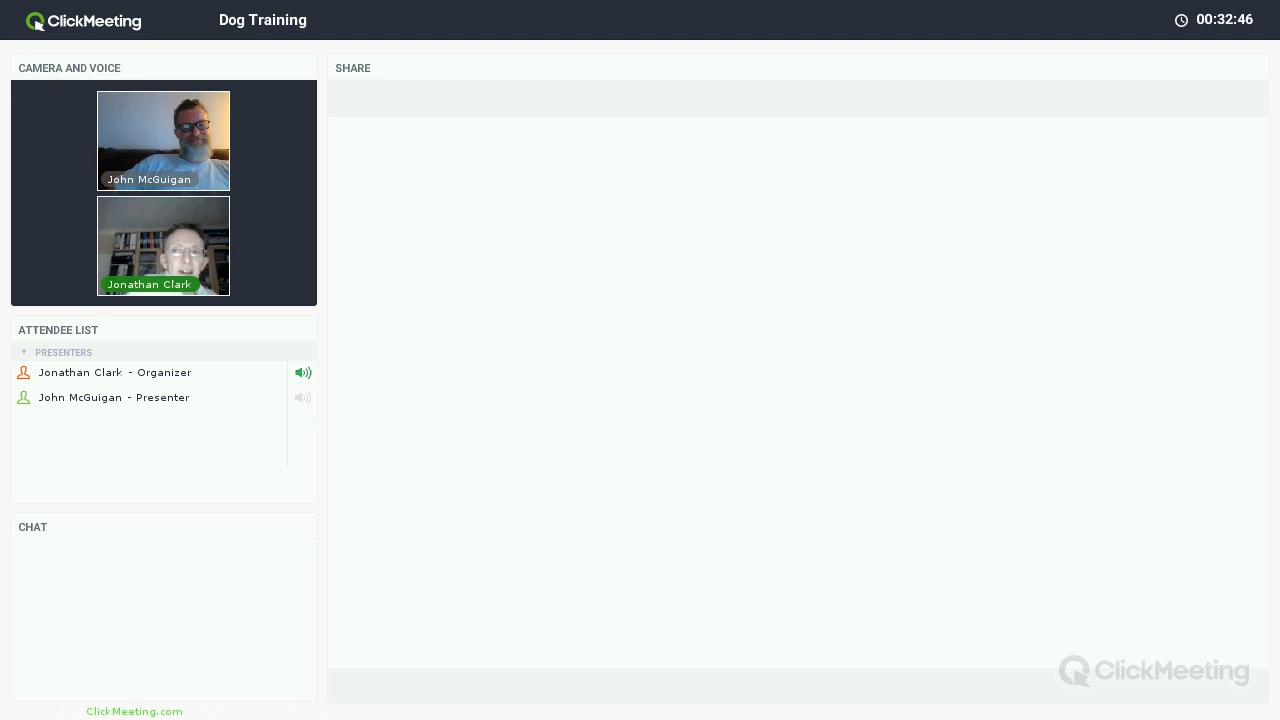 ClickMeeting
Dog Training
00:32:46
CAMERA AND VOICE
John McGuigan
Jonathan Clark
ATTENDEE LIST
PRESENTERS
Jonathan Clark - Organizer
John McGuigan - Presenter
CHAT
ClickMeeting.com
SHARE
ClickMeeting